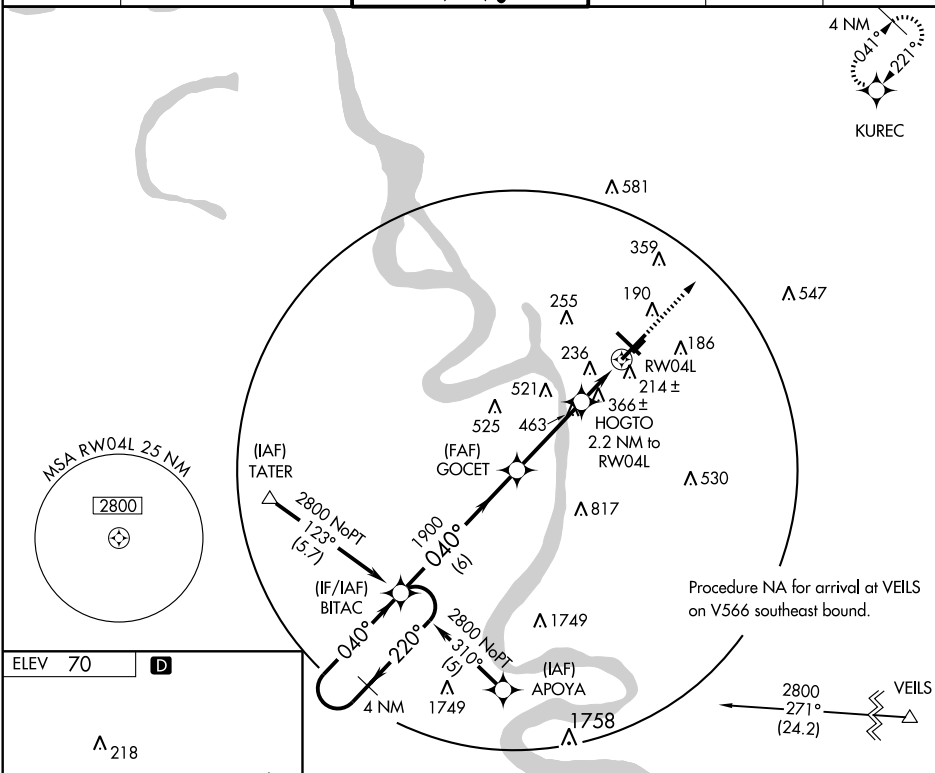 4 NM
041°
221°
KUREC
581
359
547
190
255
186
236
RW04L
214 ±
521
366 ±
525
463
HOGTO
2.2 NM to
RW04L
(FAF)
GOCET
530
817
MSA RW04L 25 NM
2800
(IAF)
TATER
2800 NoPT
123°
(5.7)
1900
040°
(6)
(IF/IAF)
BITAC
Procedure NA for arrival at VEILS
on V566 southeast bound.
1749
040°
220°
2800 NoPT
310°
(5)
(IAF)
APOYA
4 NM
1749
1758
2800
271°
(24.2)
VEILS
ELEV 70
D
218